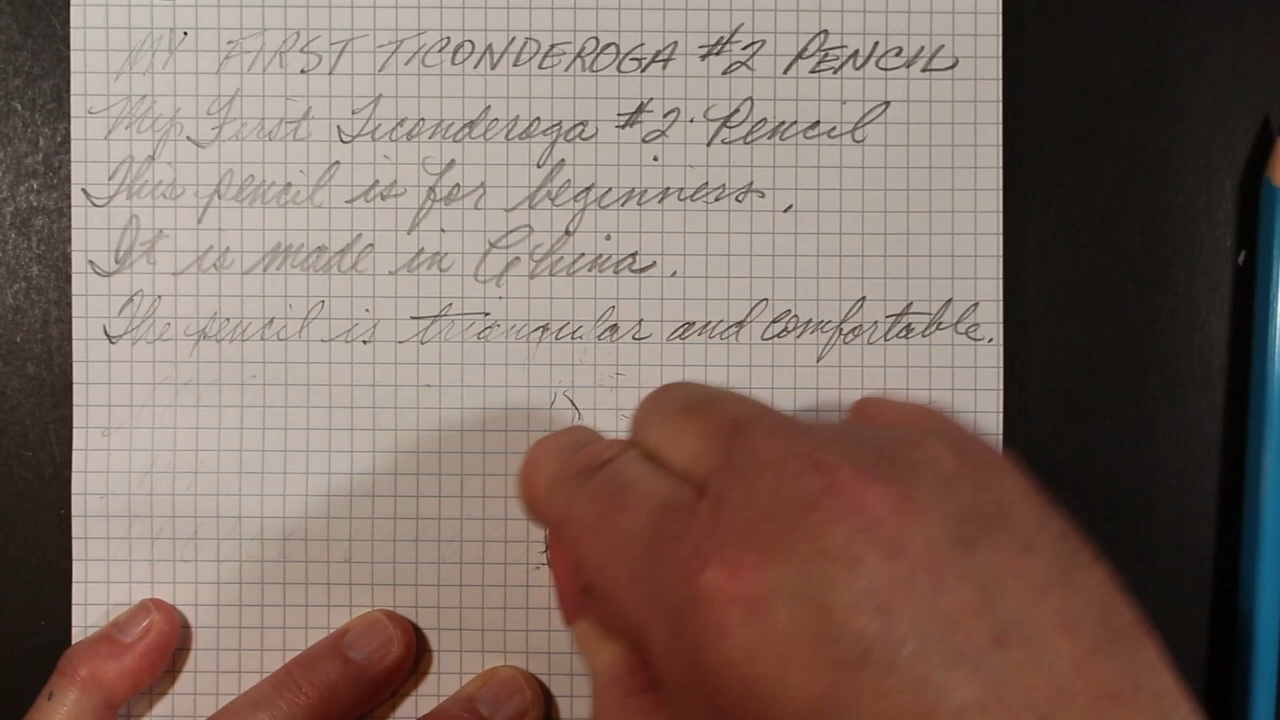 MY FIRST TICONDEROGA #2 PENCIL
My First Ticonderoga #2 Pencil
This pencil is for beginners.
It is made in China.
The pencil is triangular and comfortable.